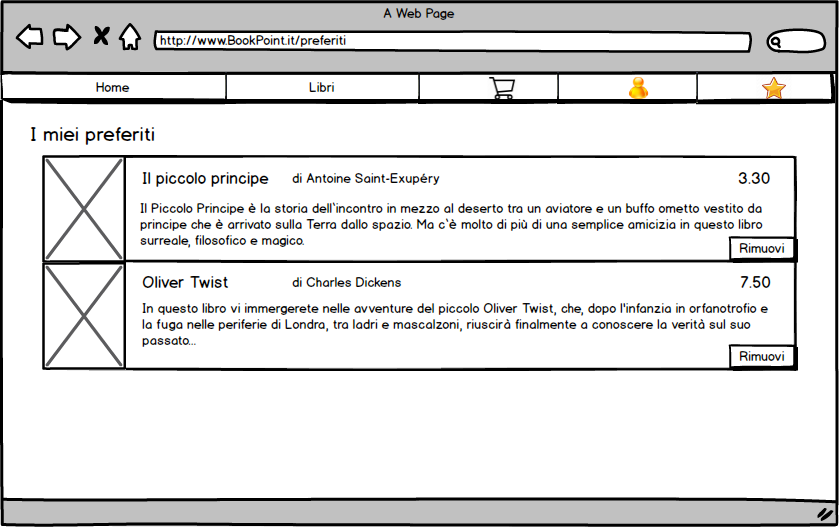 A Web Page
http://www.BookPoint.it/preferiti
Home
Libri
I miei preferiti
Il piccolo principe di Antoine Saint-Exupéry 3.30
Il Piccolo Principe è la storia dell`incontro in mezzo al deserto tra un aviatore e un buffo ometto vestito da
principe che è arrivato sulla Terra dallo spazio. Ma c`è molto di più di una semplice amicizia in questo libro
surreale, filosofico e magico.
Rimuovi
Oliver Twist di Charles Dickens 7.50
In questo libro vi immergerete nelle avventure del piccolo Oliver Twist, che, dopo l'infanzia in orfanotrofio e
la fuga nelle periferie di Londra, tra ladri e mascalzoni, riuscirà finalmente a conoscere la verità sul suo
passato...
Rimuovi